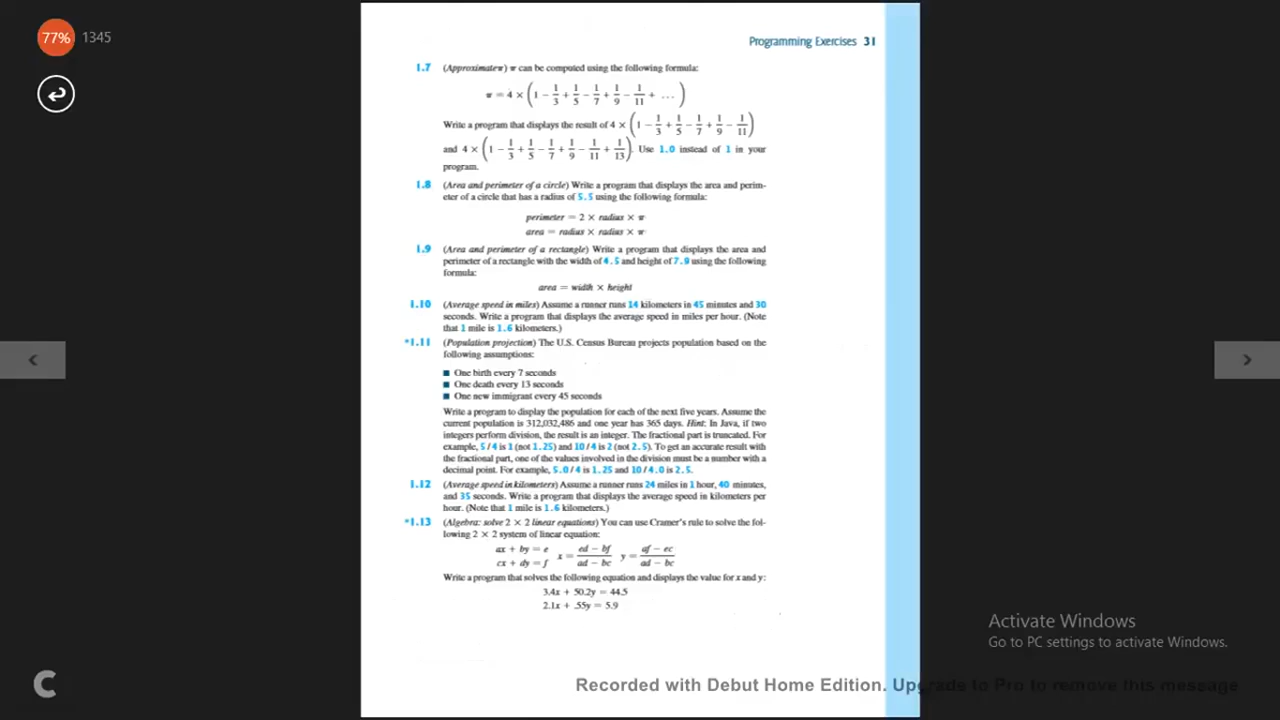 77% 1345
Programming Exercises 31
1.7 (Approximate π) π can be computed using the following formula:
π = 4 × (1 − 1/3 + 1/5 − 1/7 + 1/9 − 1/11 + …)
Write a program that displays the result of 4 × (1 − 1/3 + 1/5 − 1/7 + 1/9 − 1/11)
and 4 × (1 − 1/3 + 1/5 − 1/7 + 1/9 − 1/11 + 1/13). Use 1.0 instead of 1 in your
program.
1.8 (Area and perimeter of a circle) Write a program that displays the area and perim-
eter of a circle that has a radius of 5.5 using the following formula:
perimeter = 2 × radius × π
area = radius × radius × π
1.9 (Area and perimeter of a rectangle) Write a program that displays the area and
perimeter of a rectangle with the width of 4.5 and height of 7.9 using the following
formula:
area = width × height
1.10 (Average speed in miles) Assume a runner runs 14 kilometers in 45 minutes and 30
seconds. Write a program that displays the average speed in miles per hour. (Note
that 1 mile is 1.6 kilometers.)
*1.11 (Population projection) The U.S. Census Bureau projects population based on the
following assumptions:
■ One birth every 7 seconds
■ One death every 13 seconds
■ One new immigrant every 45 seconds
Write a program to display the population for each of the next five years. Assume the
current population is 312,032,486 and one year has 365 days. Hint: In Java, if two
integers perform division, the result is an integer. The fractional part is truncated. For
example, 5/4 is 1 (not 1.25) and 10/4 is 2 (not 2.5). To get an accurate result with
the fractional part, one of the values involved in the division must be a number with a
decimal point. For example, 5.0/4 is 1.25 and 10/4.0 is 2.5.
1.12 (Average speed in kilometers) Assume a runner runs 24 miles in 1 hour, 40 minutes,
and 35 seconds. Write a program that displays the average speed in kilometers per
hour. (Note that 1 mile is 1.6 kilometers.)
*1.13 (Algebra: solve 2 × 2 linear equations) You can use Cramer's rule to solve the fol-
lowing 2 × 2 system of linear equation:
ax + by = e
cx + dy = f x = (ed − bf)/(ad − bc) y = (af − ec)/(ad − bc)
Write a program that solves the following equation and displays the value for x and y:
3.4x + 50.2y = 44.5
2.1x + .55y = 5.9
Activate Windows
Go to PC settings to activate Windows.
Recorded with Debut Home Edition. Upgrade to Pro to remove this message